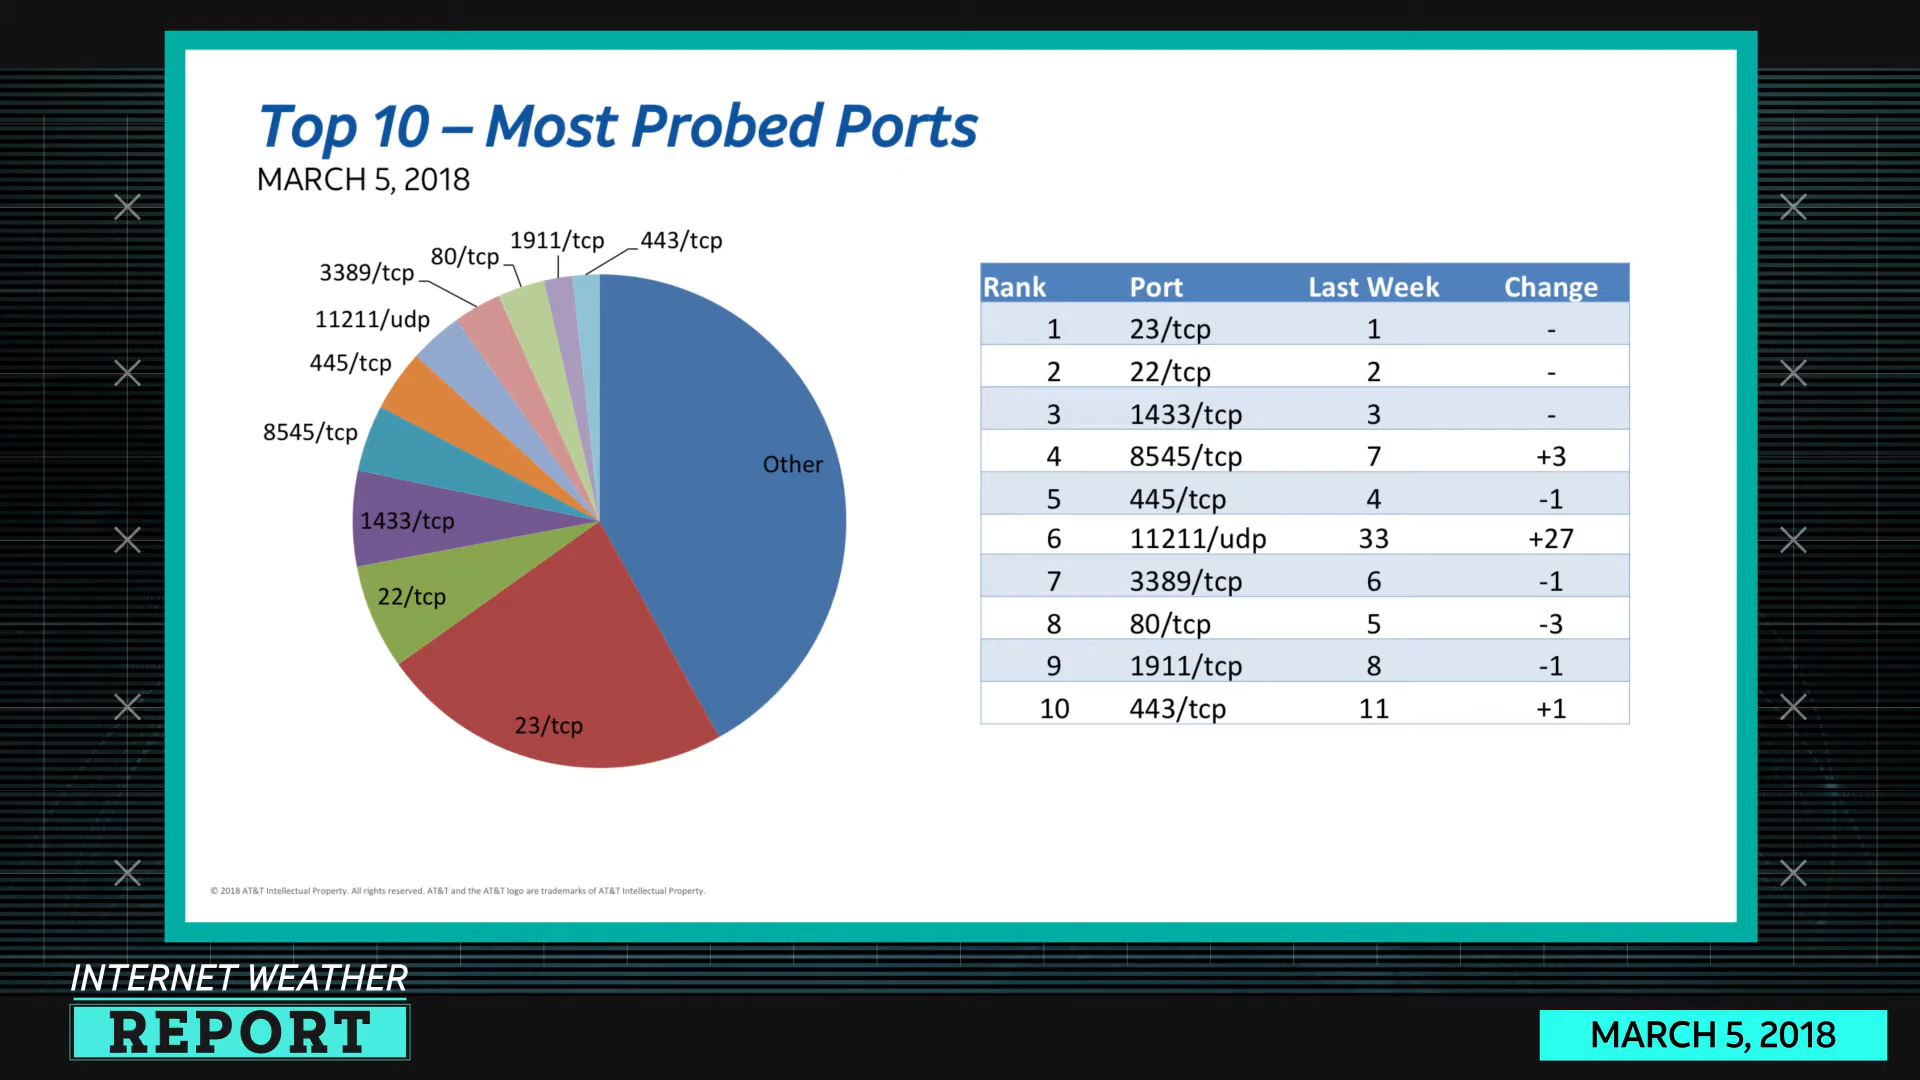 Top 10 – Most Probed Ports
MARCH 5, 2018
1911/tcp
443/tcp
80/tcp
3389/tcp
11211/udp
445/tcp
8545/tcp
Other
1433/tcp
22/tcp
23/tcp
Rank Port Last Week Change
1 23/tcp 1 -
2 22/tcp 2 -
3 1433/tcp 3 -
4 8545/tcp 7 +3
5 445/tcp 4 -1
6 11211/udp 33 +27
7 3389/tcp 6 -1
8 80/tcp 5 -3
9 1911/tcp 8 -1
10 443/tcp 11 +1
© 2018 AT&T Intellectual Property. All rights reserved. AT&T and the AT&T logo are trademarks of AT&T Intellectual Property.
INTERNET WEATHER
REPORT
MARCH 5, 2018